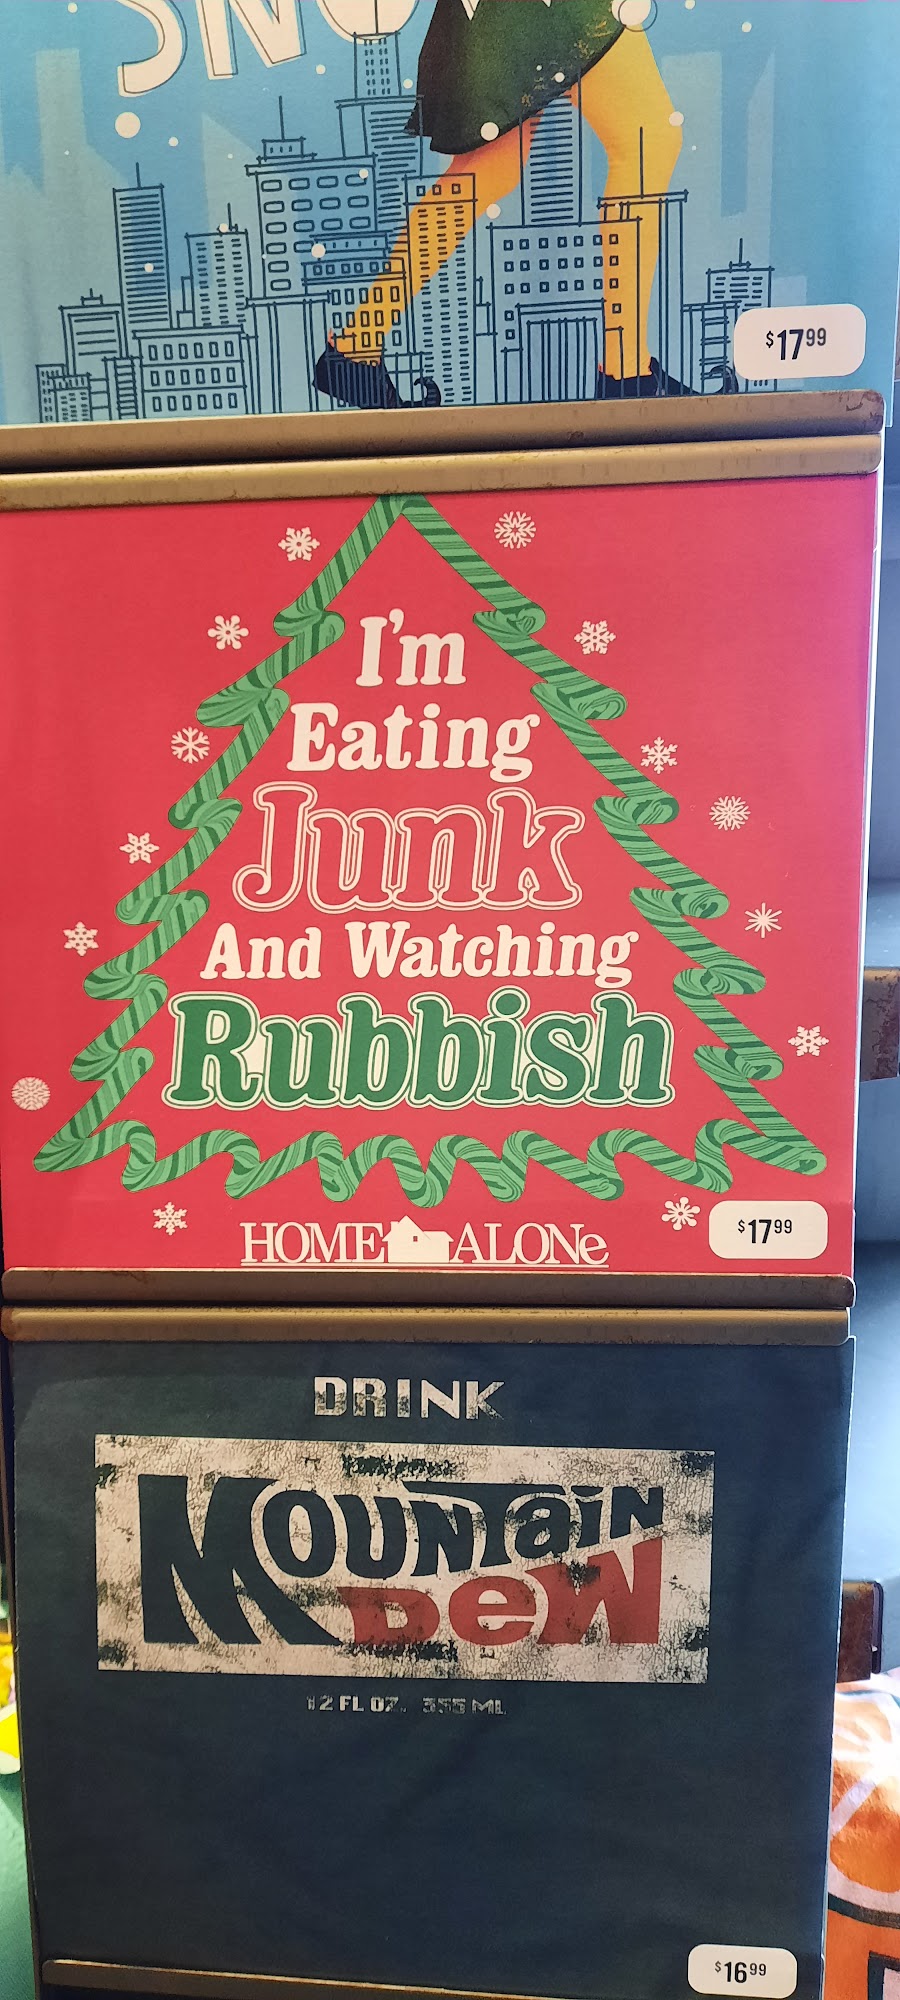 SNOW
$17.99
I'm
Eating
Junk
And Watching
Rubbish
HOME ALONe
$17.99
DRINK
MOUNTaiN
DeW
12 FL OZ. 355 ML
$16.99